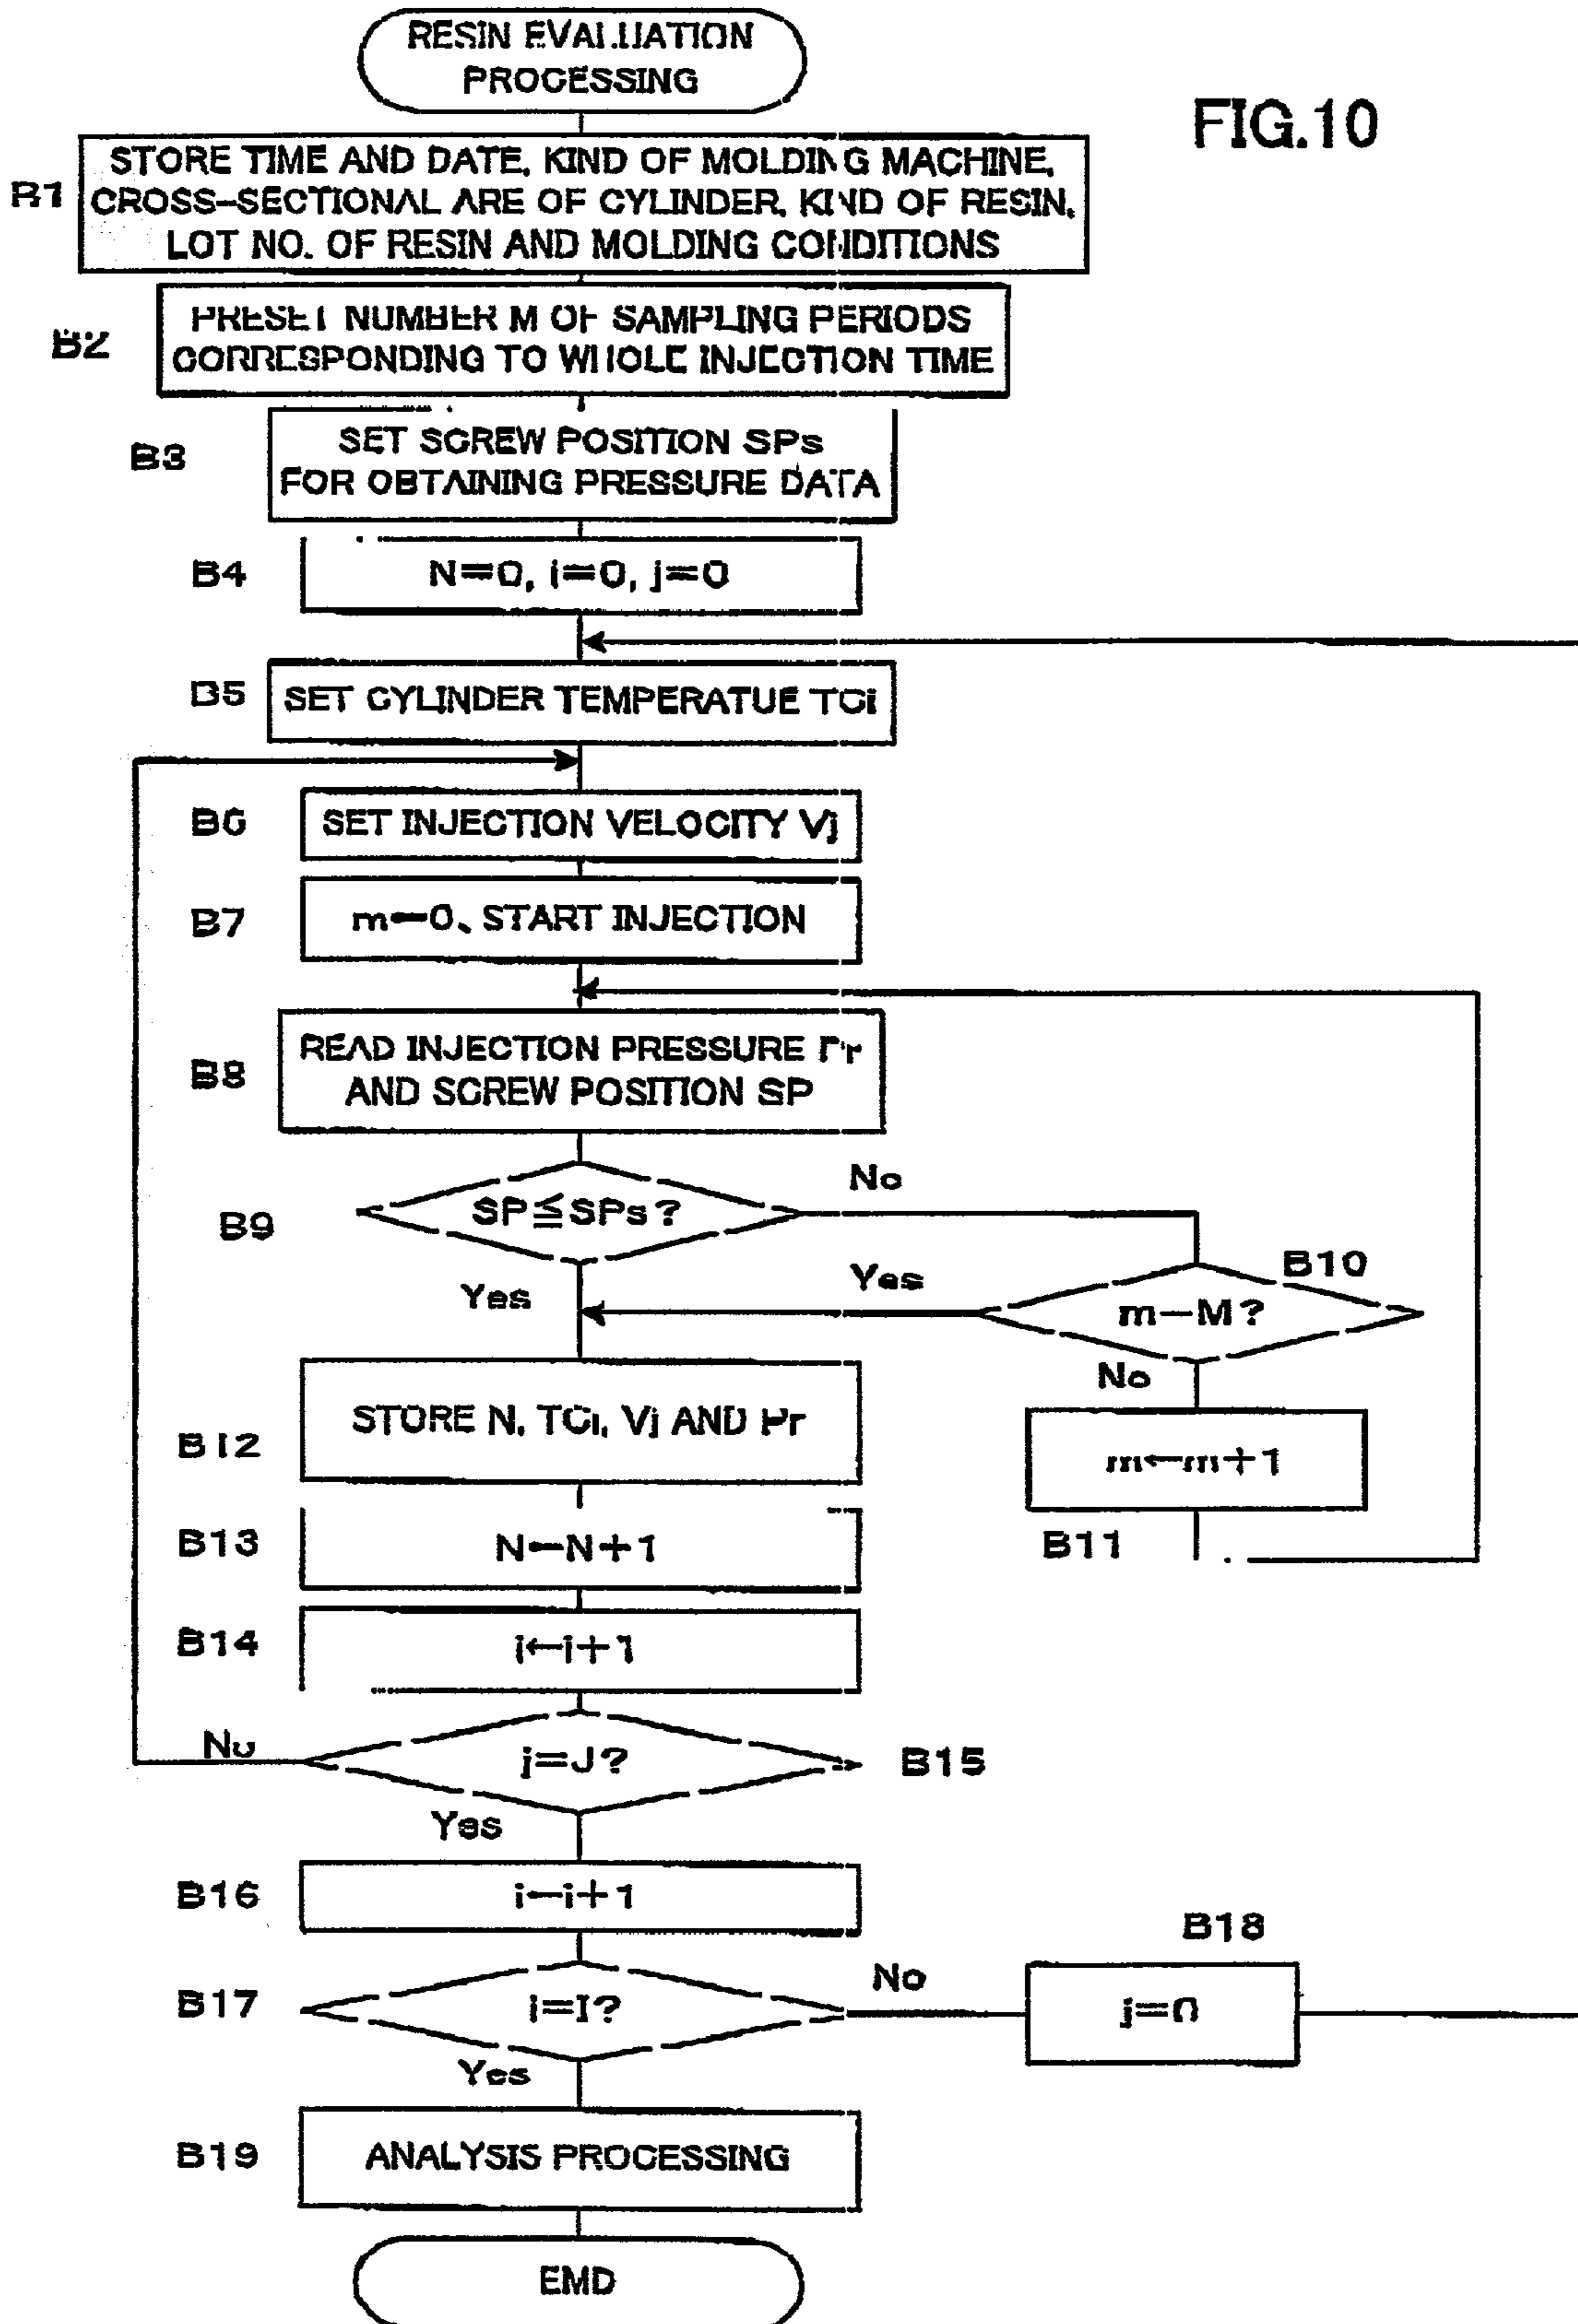 RESIN EVALUATION
PROCESSING
FIG.10
B1
STORE TIME AND DATE, KIND OF MOLDING MACHINE,
CROSS-SECTIONAL ARE OF CYLINDER, KIND OF RESIN,
LOT NO. OF RESIN AND MOLDING CONDITIONS
B2
PRESET NUMBER M OF SAMPLING PERIODS
CORRESPONDING TO WHOLE INJECTION TIME
B3
SET SCREW POSITION SPs
FOR OBTAINING PRESSURE DATA
B4
N=0, i=0, j=0
B5
SET CYLINDER TEMPERATUE TCi
B6
SET INJECTION VELOCITY Vj
B7
m←0、START INJECTION
B8
READ INJECTION PRESSURE Pr
AND SCREW POSITION SP
B9
SP≦SPs?
No
Yes
B10
m=M?
Yes
No
B11
m←m+1
B12
STORE N, TCi, Vj AND Pr
B13
N←N+1
B14
j←j+1
B15
j=J?
No
Yes
B16
i←i+1
B17
i=I?
No
B18
j=0
Yes
B19
ANALYSIS PROCESSING
END